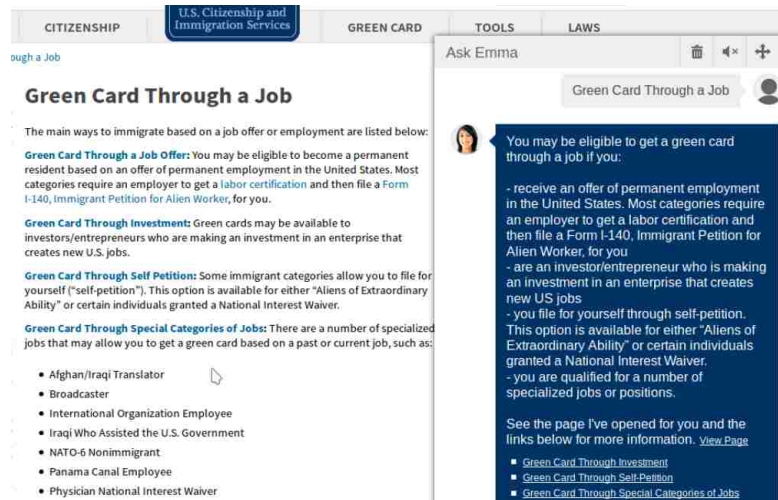 U.S. Citizenship and
Immigration Services
CITIZENSHIP
GREEN CARD
TOOLS
LAWS
ough a Job
Green Card Through a Job
The main ways to immigrate based on a job offer or employment are listed below:
Green Card Through a Job Offer: You may be eligible to become a permanent
resident based on an offer of permanent employment in the United States. Most
categories require an employer to get a labor certification and then file a Form
I-140, Immigrant Petition for Alien Worker, for you.
Green Card Through Investment: Green cards may be available to
investors/entrepreneurs who are making an investment in an enterprise that
creates new U.S. jobs.
Green Card Through Self Petition: Some immigrant categories allow you to file for
yourself (“self-petition”). This option is available for either “Aliens of Extraordinary
Ability” or certain individuals granted a National Interest Waiver.
Green Card Through Special Categories of Jobs: There are a number of specialized
jobs that may allow you to get a green card based on a past or current job, such as:
• Afghan/Iraqi Translator
• Broadcaster
• International Organization Employee
• Iraqi Who Assisted the U.S. Government
• NATO-6 Nonimmigrant
• Panama Canal Employee
• Physician National Interest Waiver
Ask Emma
Green Card Through a Job
You may be eligible to get a green card
through a job if you:
- receive an offer of permanent employment
in the United States. Most categories require
an employer to get a labor certification and
then file a Form I-140, Immigrant Petition for
Alien Worker, for you
- are an investor/entrepreneur who is making
an investment in an enterprise that creates
new US jobs
- you file for yourself through self-petition.
This option is available for either “Aliens of
Extraordinary Ability” or certain individuals
granted a National Interest Waiver.
- you are qualified for a number of
specialized jobs or positions.
See the page I've opened for you and the
links below for more information. View Page
Green Card Through Investment
Green Card Through Self-Petition
Green Card Through Special Categories of Jobs